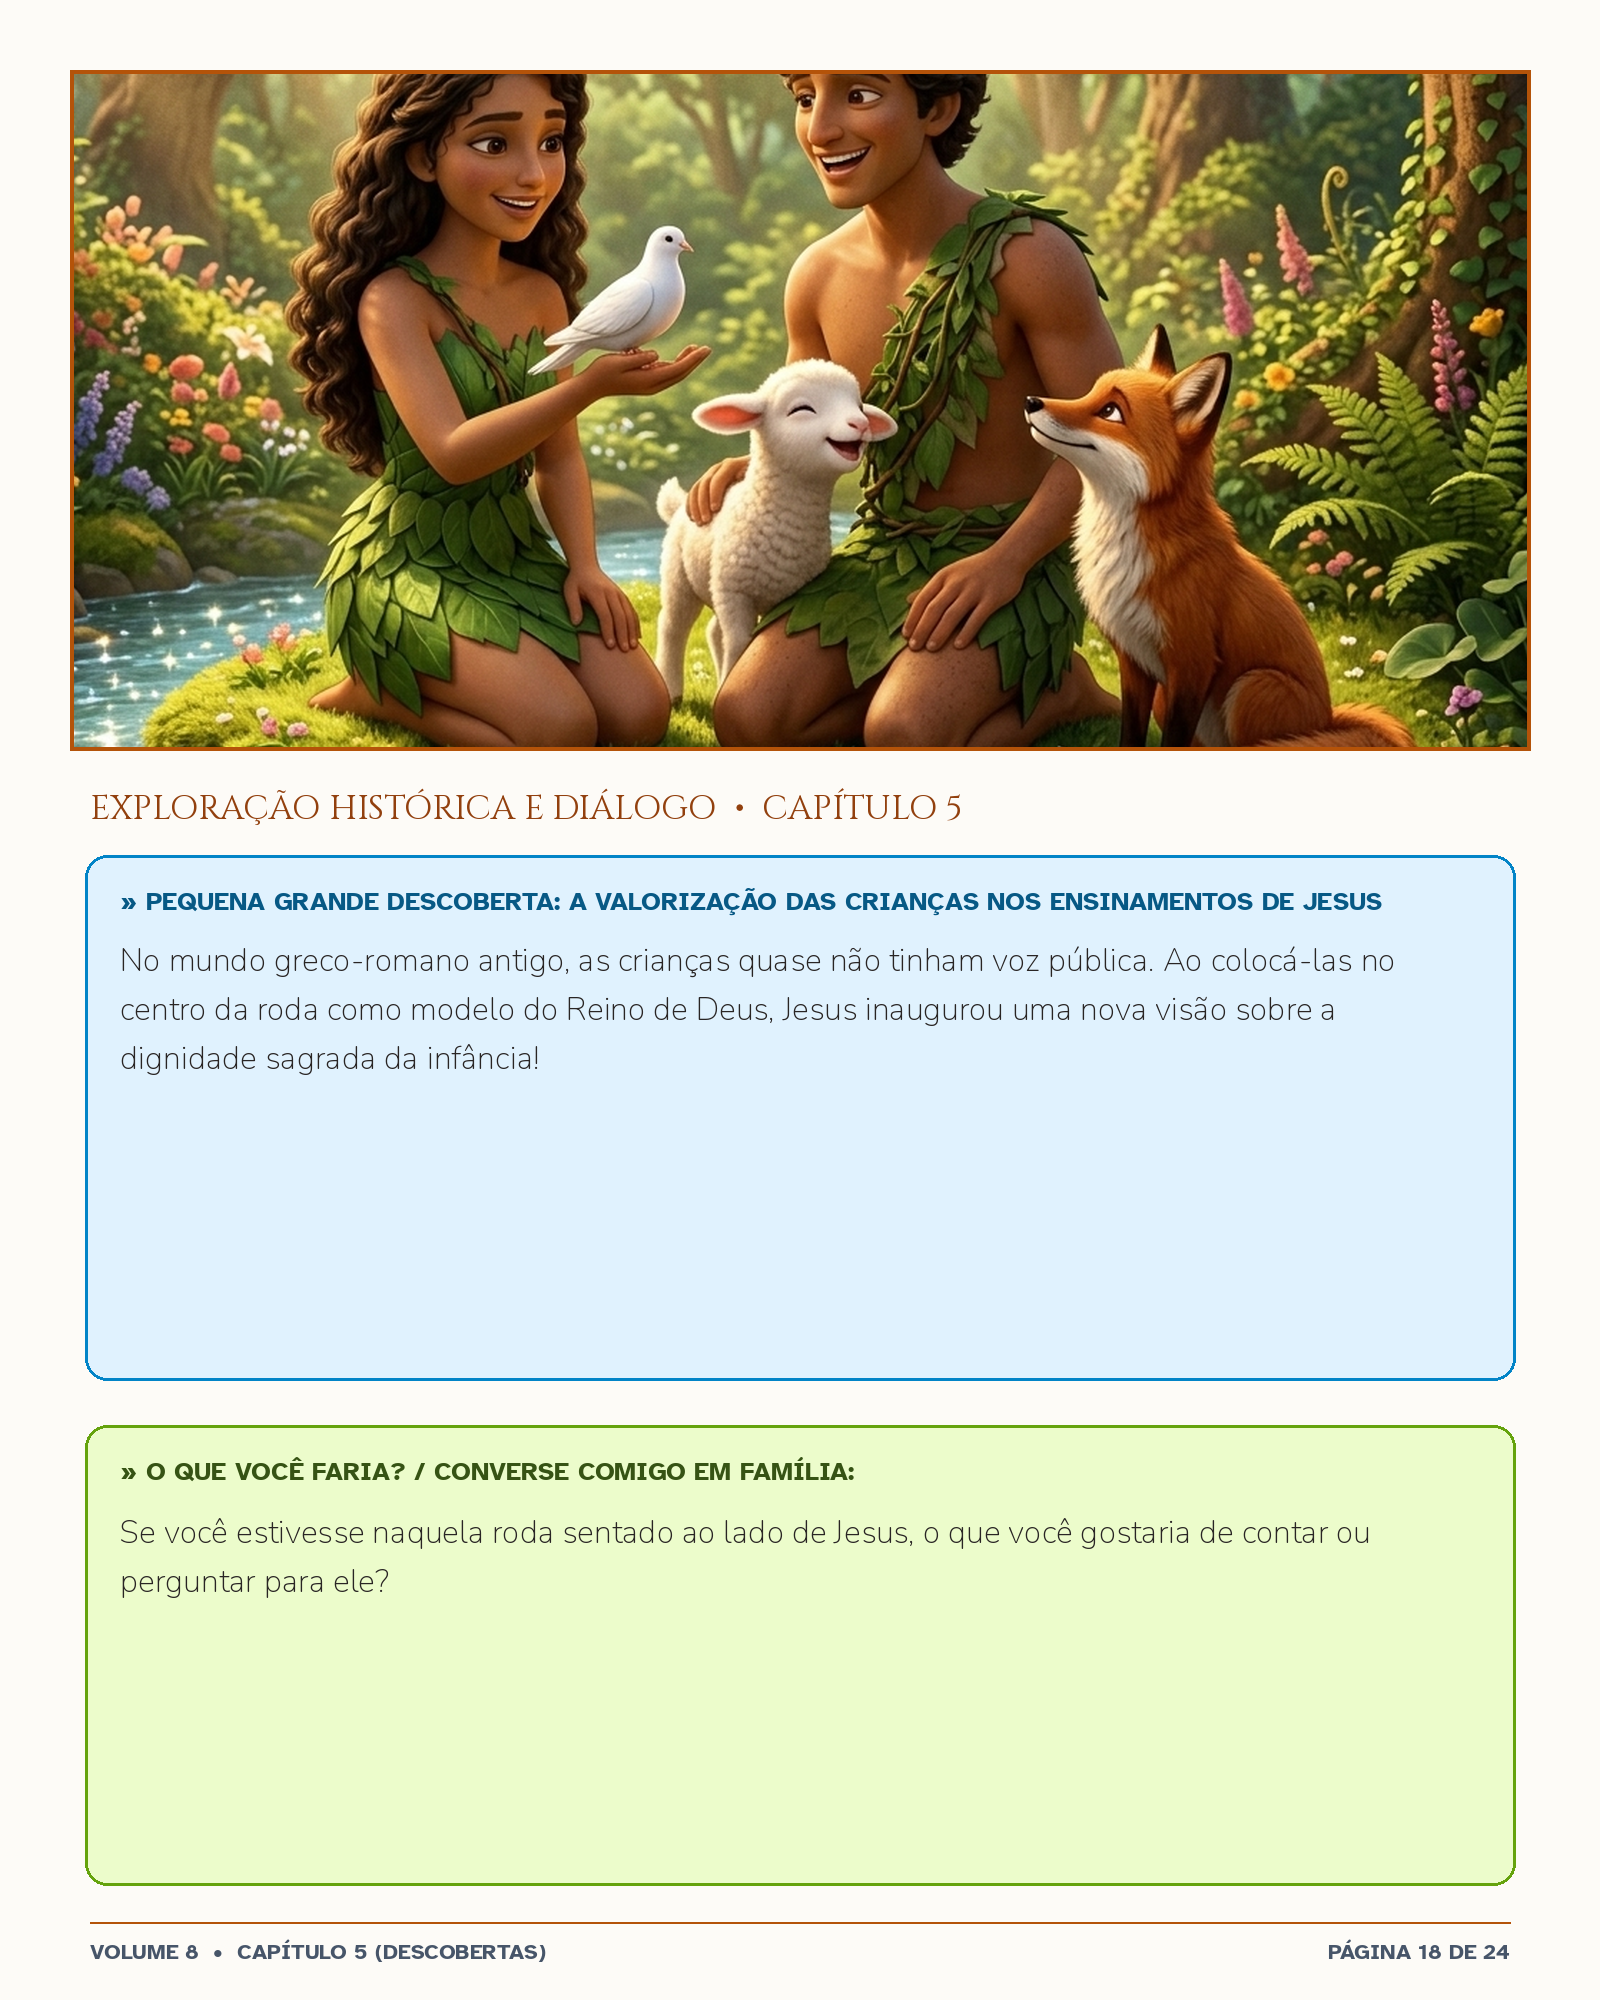 EXPLORAÇÃO HISTÓRICA E DIÁLOGO • CAPÍTULO 5
» PEQUENA GRANDE DESCOBERTA: A VALORIZAÇÃO DAS CRIANÇAS NOS ENSINAMENTOS DE JESUS
No mundo greco-romano antigo, as crianças quase não tinham voz pública. Ao colocá-las no
centro da roda como modelo do Reino de Deus, Jesus inaugurou uma nova visão sobre a
dignidade sagrada da infância!
» O QUE VOCÊ FARIA? / CONVERSE COMIGO EM FAMÍLIA:
Se você estivesse naquela roda sentado ao lado de Jesus, o que você gostaria de contar ou
perguntar para ele?
VOLUME 8 • CAPÍTULO 5 (DESCOBERTAS)
PÁGINA 18 DE 24